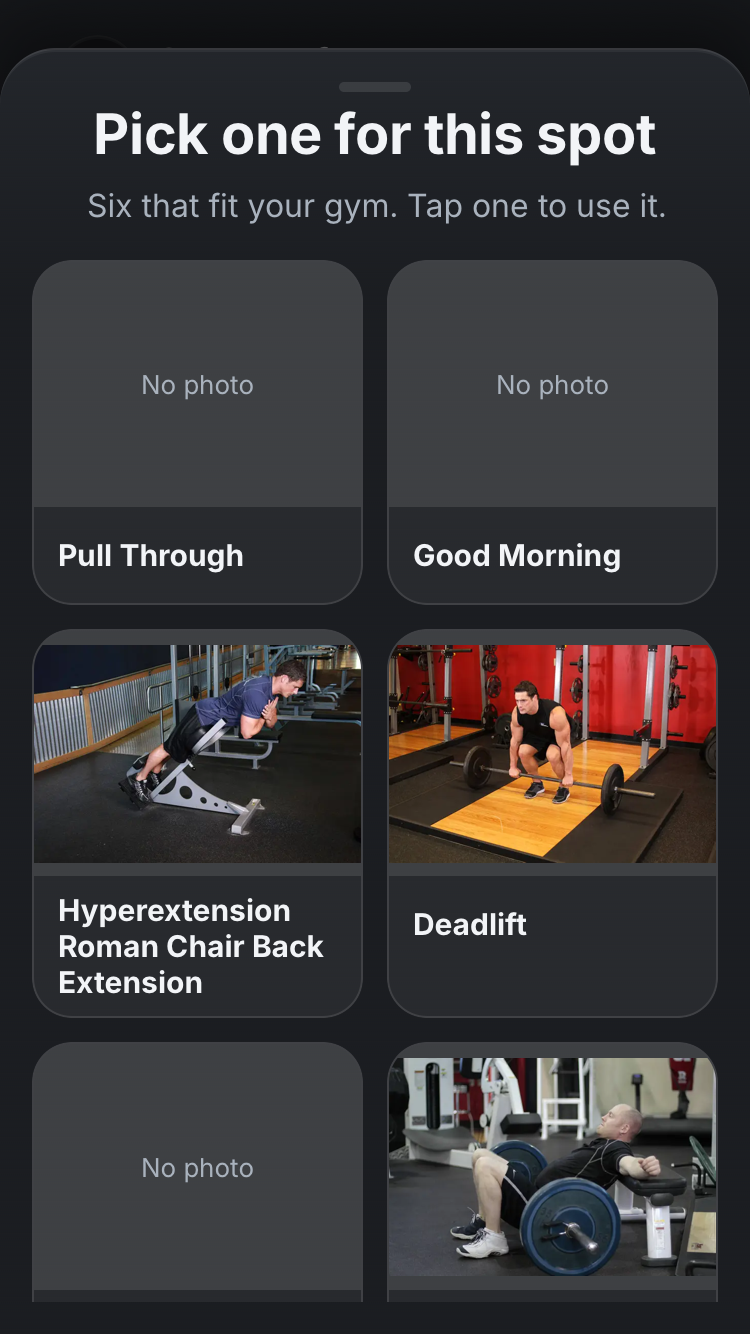 Pick one for this spot
Six that fit your gym. Tap one to use it.
No photo
No photo
Pull Through
Good Morning
Hyperextension
Roman Chair Back
Extension
Deadlift
No photo